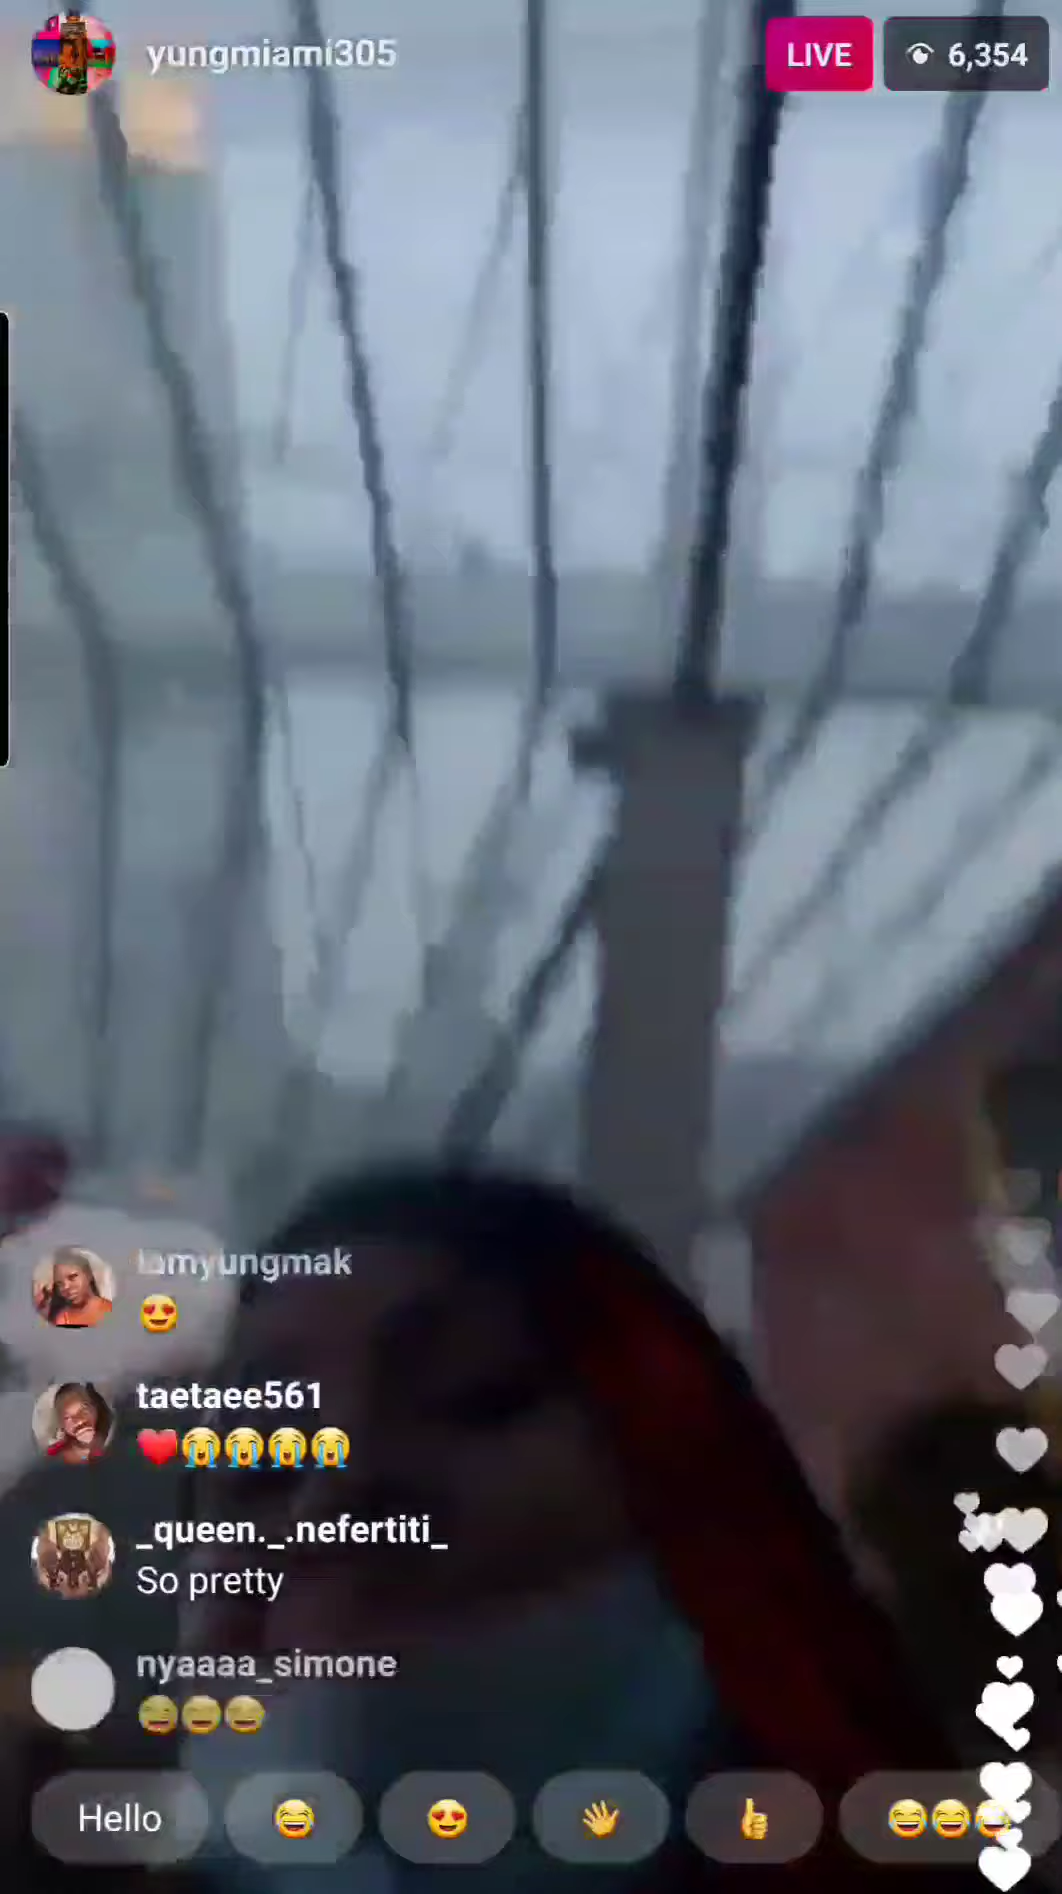 yungmiami305
LIVE
6,354
iamyungmak
😍
taetaee561
❤️😭😭😭😭
_queen._.nefertiti_
So pretty
nyaaaa_simone
😅😅😅
Hello
😂
😍
👋
👍
😂😂😂